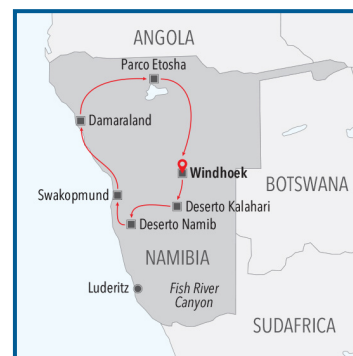 ANGOLA
Parco Etosha
Damaraland
Windhoek
BOTSWANA
Swakopmund
Deserto Kalahari
Deserto Namib
NAMIBIA
Luderitz
Fish River
Canyon
SUDAFRICA